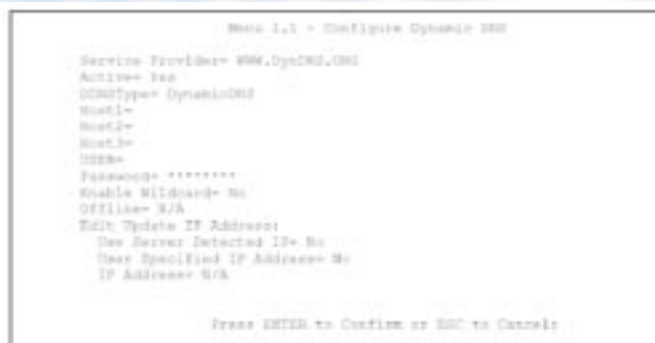 Menu 1.1 - Configure Dynamic DNS
Service Provider= WWW.DynDNS.ORG
Active= Yes
DDNSType= DynamicDNS
Host1=
Host2=
Host3=
USER=
Password= ********
Enable Wildcard= No
Offline= N/A
Edit Update IP Address:
Use Server Detected IP= No
User Specified IP Address= No
IP Address= N/A
Press ENTER to Confirm or ESC to Cancel: